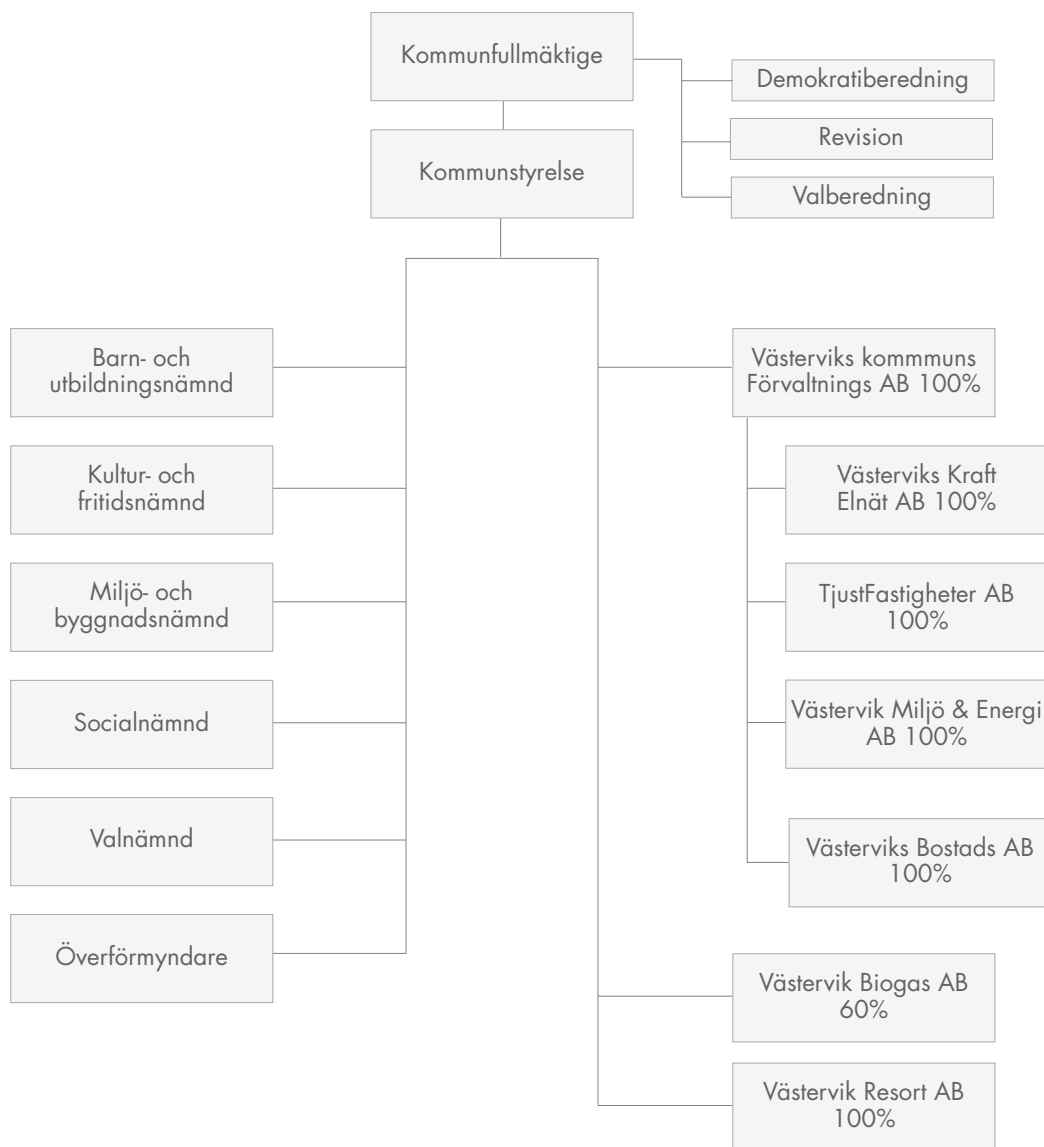 Kommunfullmäktige
Demokratiberedning
Revision
Valberedning
Kommunstyrelse
Barn- och
utbildningsnämnd
Kultur- och
fritidsnämnd
Miljö- och
byggnadsnämnd
Socialnämnd
Valnämnd
Överförmyndare
Västerviks kommmuns
Förvaltnings AB 100%
Västerviks Kraft
Elnät AB 100%
TjustFastigheter AB
100%
Västervik Miljö & Energi
AB 100%
Västerviks Bostads AB
100%
Västervik Biogas AB
60%
Västervik Resort AB
100%